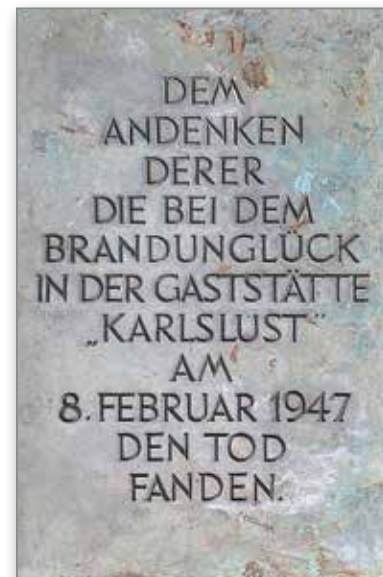 DEM
ANDENKEN
DERER
DIE BEI DEM
BRANDUNGLÜCK
IN DER GASTSTÄTTE
„KARLSLUST“
AM
8. FEBRUAR 1947
DEN TOD
FANDEN.